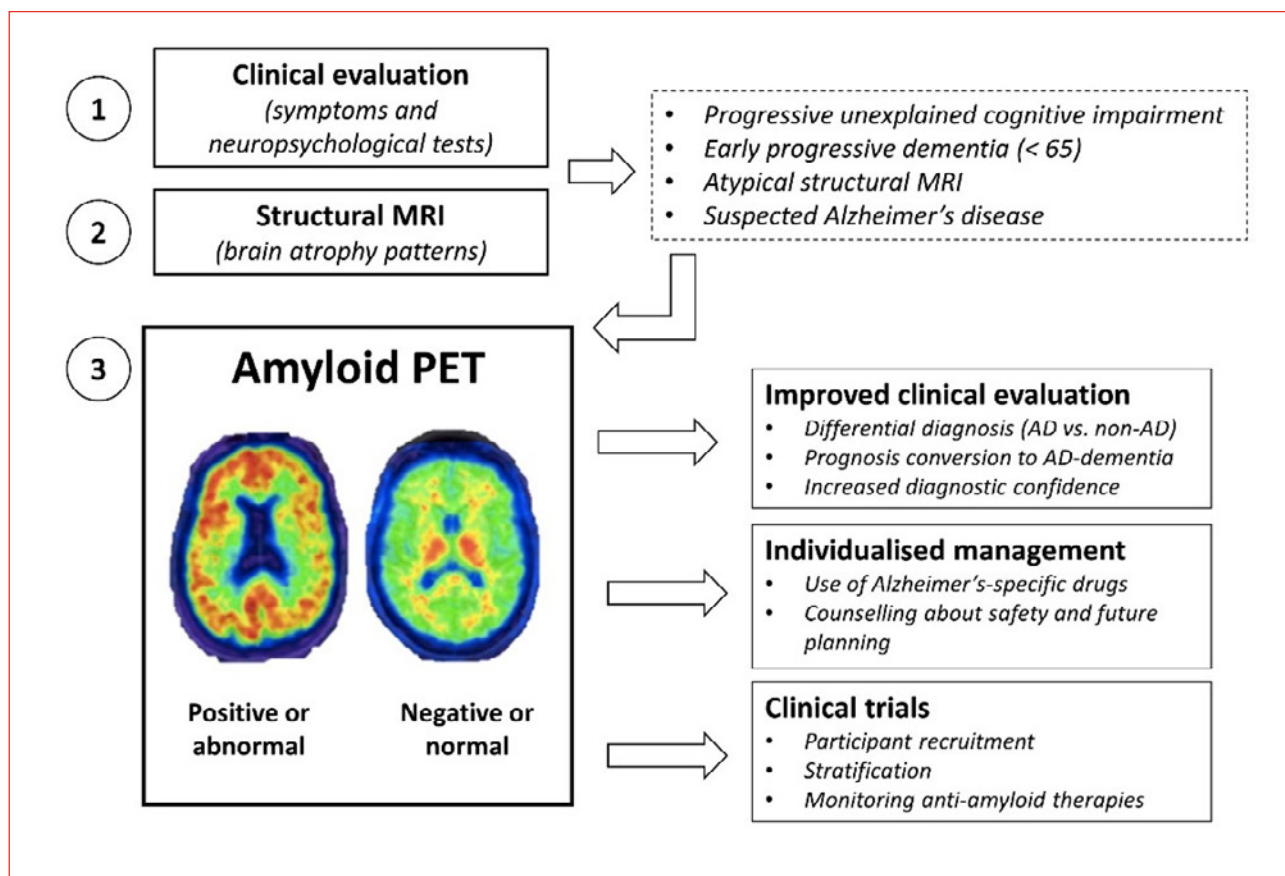 1
Clinical evaluation
(symptoms and
neuropsychological tests)
2
Structural MRI
(brain atrophy patterns)
• Progressive unexplained cognitive impairment
• Early progressive dementia (< 65)
• Atypical structural MRI
• Suspected Alzheimer's disease
3
Amyloid PET
Positive or
abnormal
Negative or
normal
Improved clinical evaluation
• Differential diagnosis (AD vs. non-AD)
• Prognosis conversion to AD-dementia
• Increased diagnostic confidence
Individualised management
• Use of Alzheimer's-specific drugs
• Counselling about safety and future
planning
Clinical trials
• Participant recruitment
• Stratification
• Monitoring anti-amyloid therapies